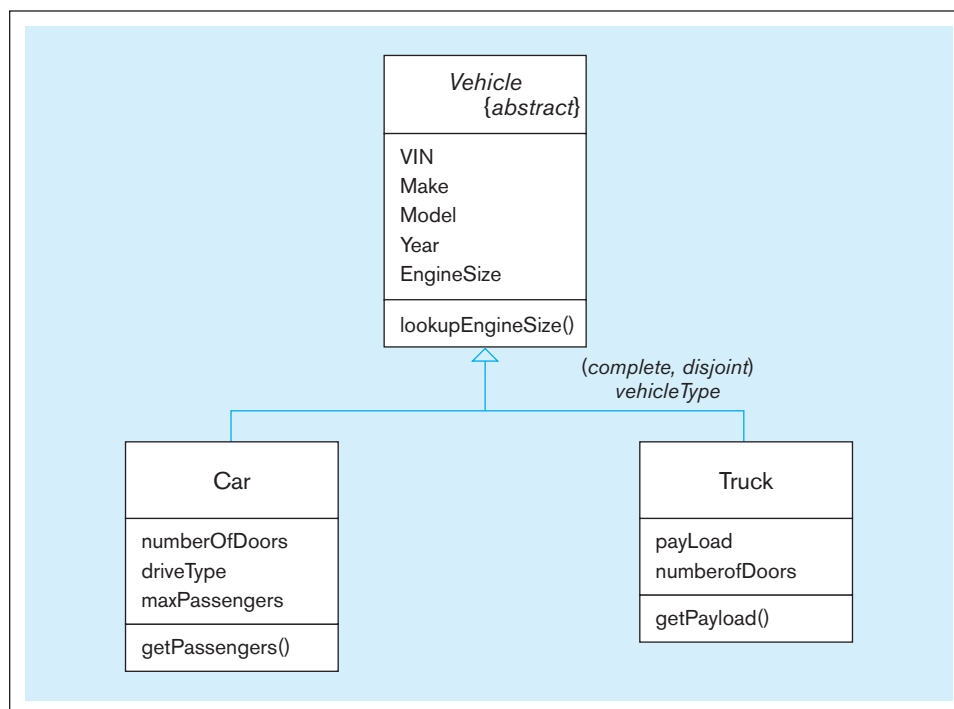 Vehicle
{abstract}
VIN
Make
Model
Year
EngineSize
lookupEngineSize()
(complete, disjoint)
vehicleType
Car
numberOfDoors
driveType
maxPassengers
getPassengers()
Truck
payLoad
numberofDoors
getPayload()